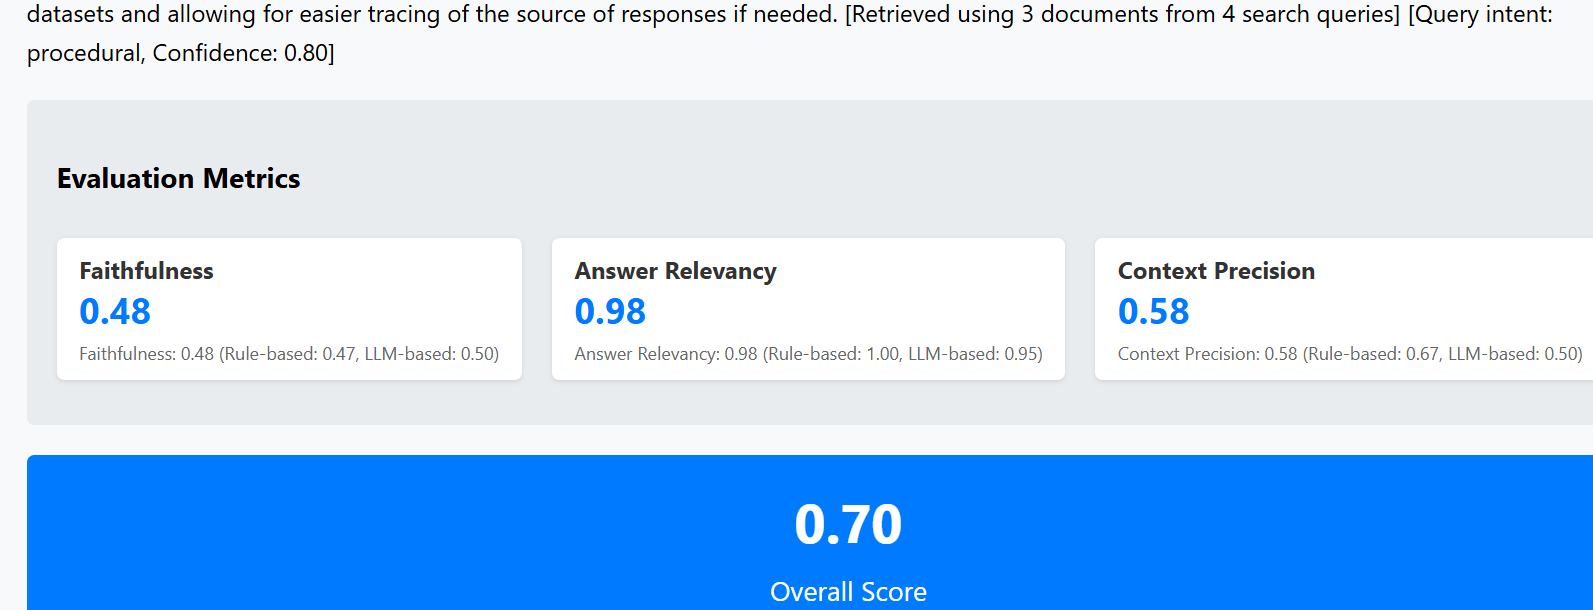 datasets and allowing for easier tracing of the source of responses if needed. [Retrieved using 3 documents from 4 search queries] [Query intent:
procedural, Confidence: 0.80]
Evaluation Metrics
Faithfulness
0.48
Faithfulness: 0.48 (Rule-based: 0.47, LLM-based: 0.50)
Answer Relevancy
0.98
Answer Relevancy: 0.98 (Rule-based: 1.00, LLM-based: 0.95)
Context Precision
0.58
Context Precision: 0.58 (Rule-based: 0.67, LLM-based: 0.50)
0.70
Overall Score